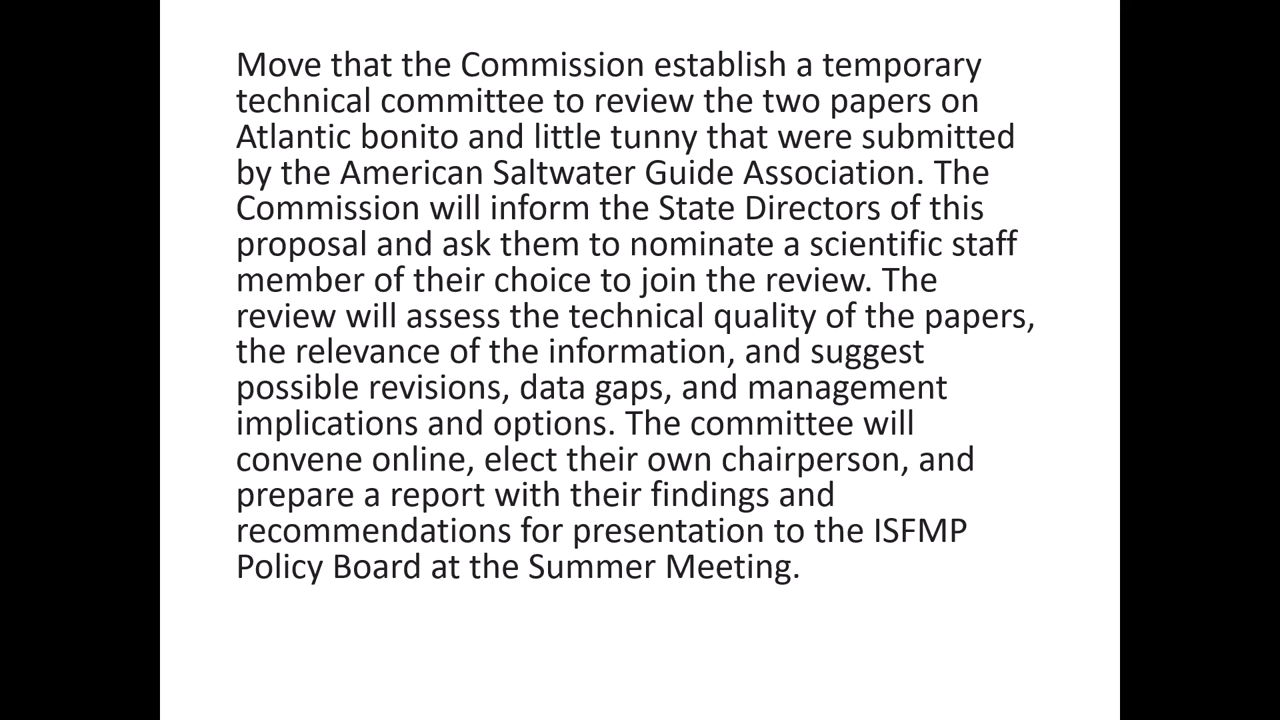 Move that the Commission establish a temporary
technical committee to review the two papers on
Atlantic bonito and little tunny that were submitted
by the American Saltwater Guide Association. The
Commission will inform the State Directors of this
proposal and ask them to nominate a scientific staff
member of their choice to join the review. The
review will assess the technical quality of the papers,
the relevance of the information, and suggest
possible revisions, data gaps, and management
implications and options. The committee will
convene online, elect their own chairperson, and
prepare a report with their findings and
recommendations for presentation to the ISFMP
Policy Board at the Summer Meeting.